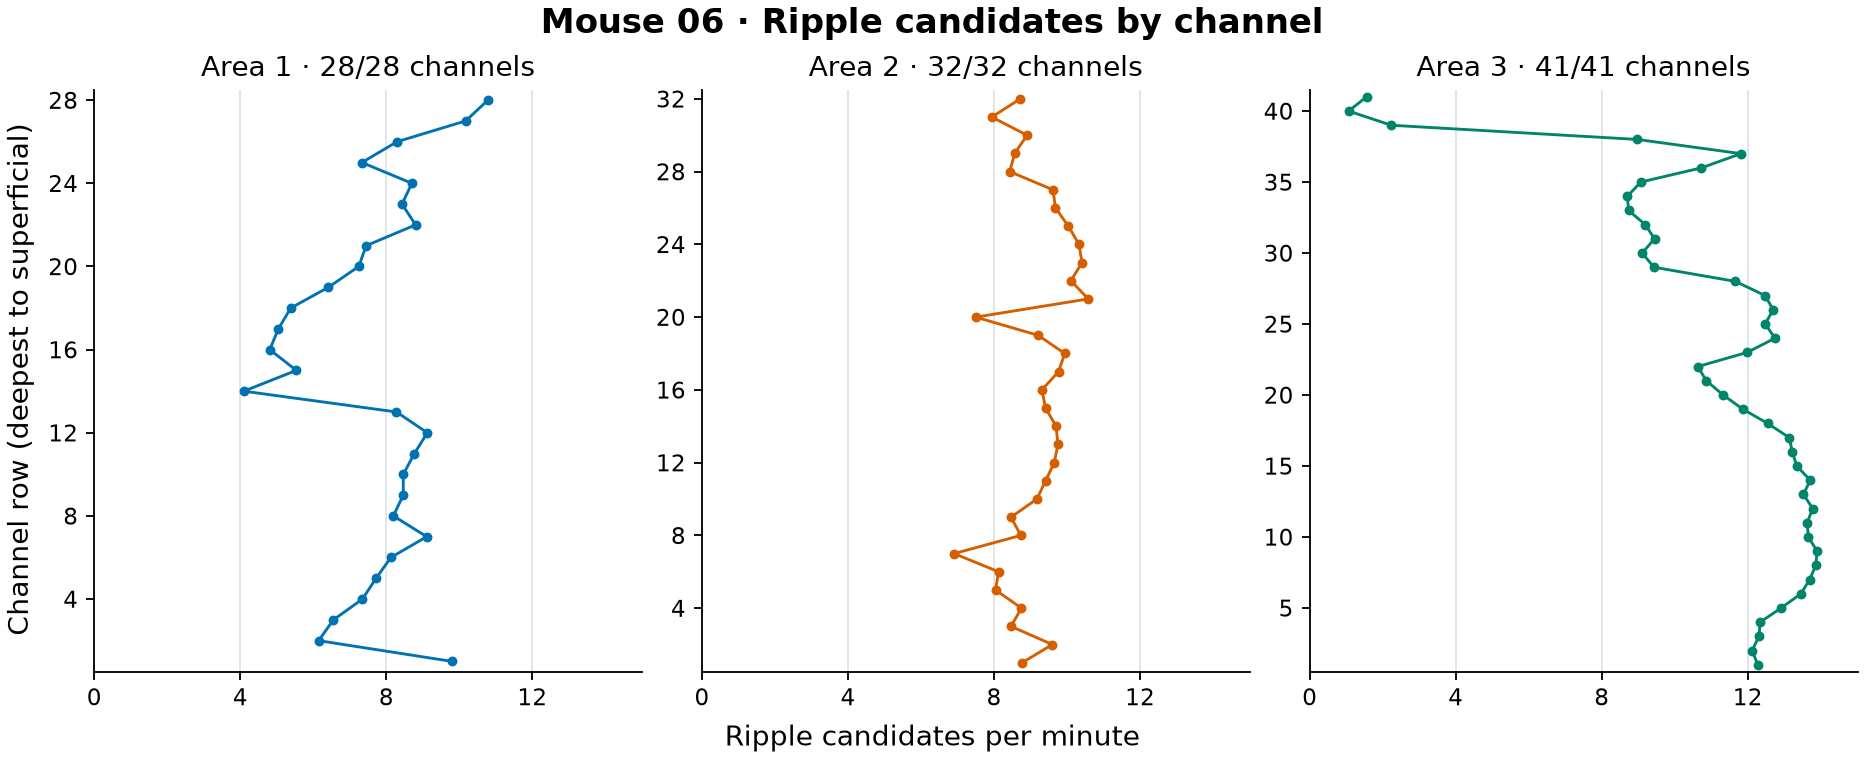 Mouse 06 · Ripple candidates by channel
Area 1 · 28/28 channels
Area 2 · 32/32 channels
Area 3 · 41/41 channels
Channel row (deepest to superficial)
28
24
20
16
12
8
4
0 4 8 12
32
28
24
20
16
12
8
4
0 4 8 12
40
35
30
25
20
15
10
5
0 4 8 12
Ripple candidates per minute